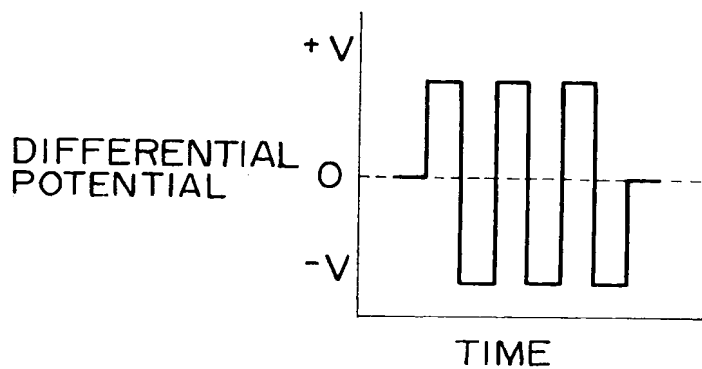 +V
DIFFERENTIAL
POTENTIAL
0
-V
TIME